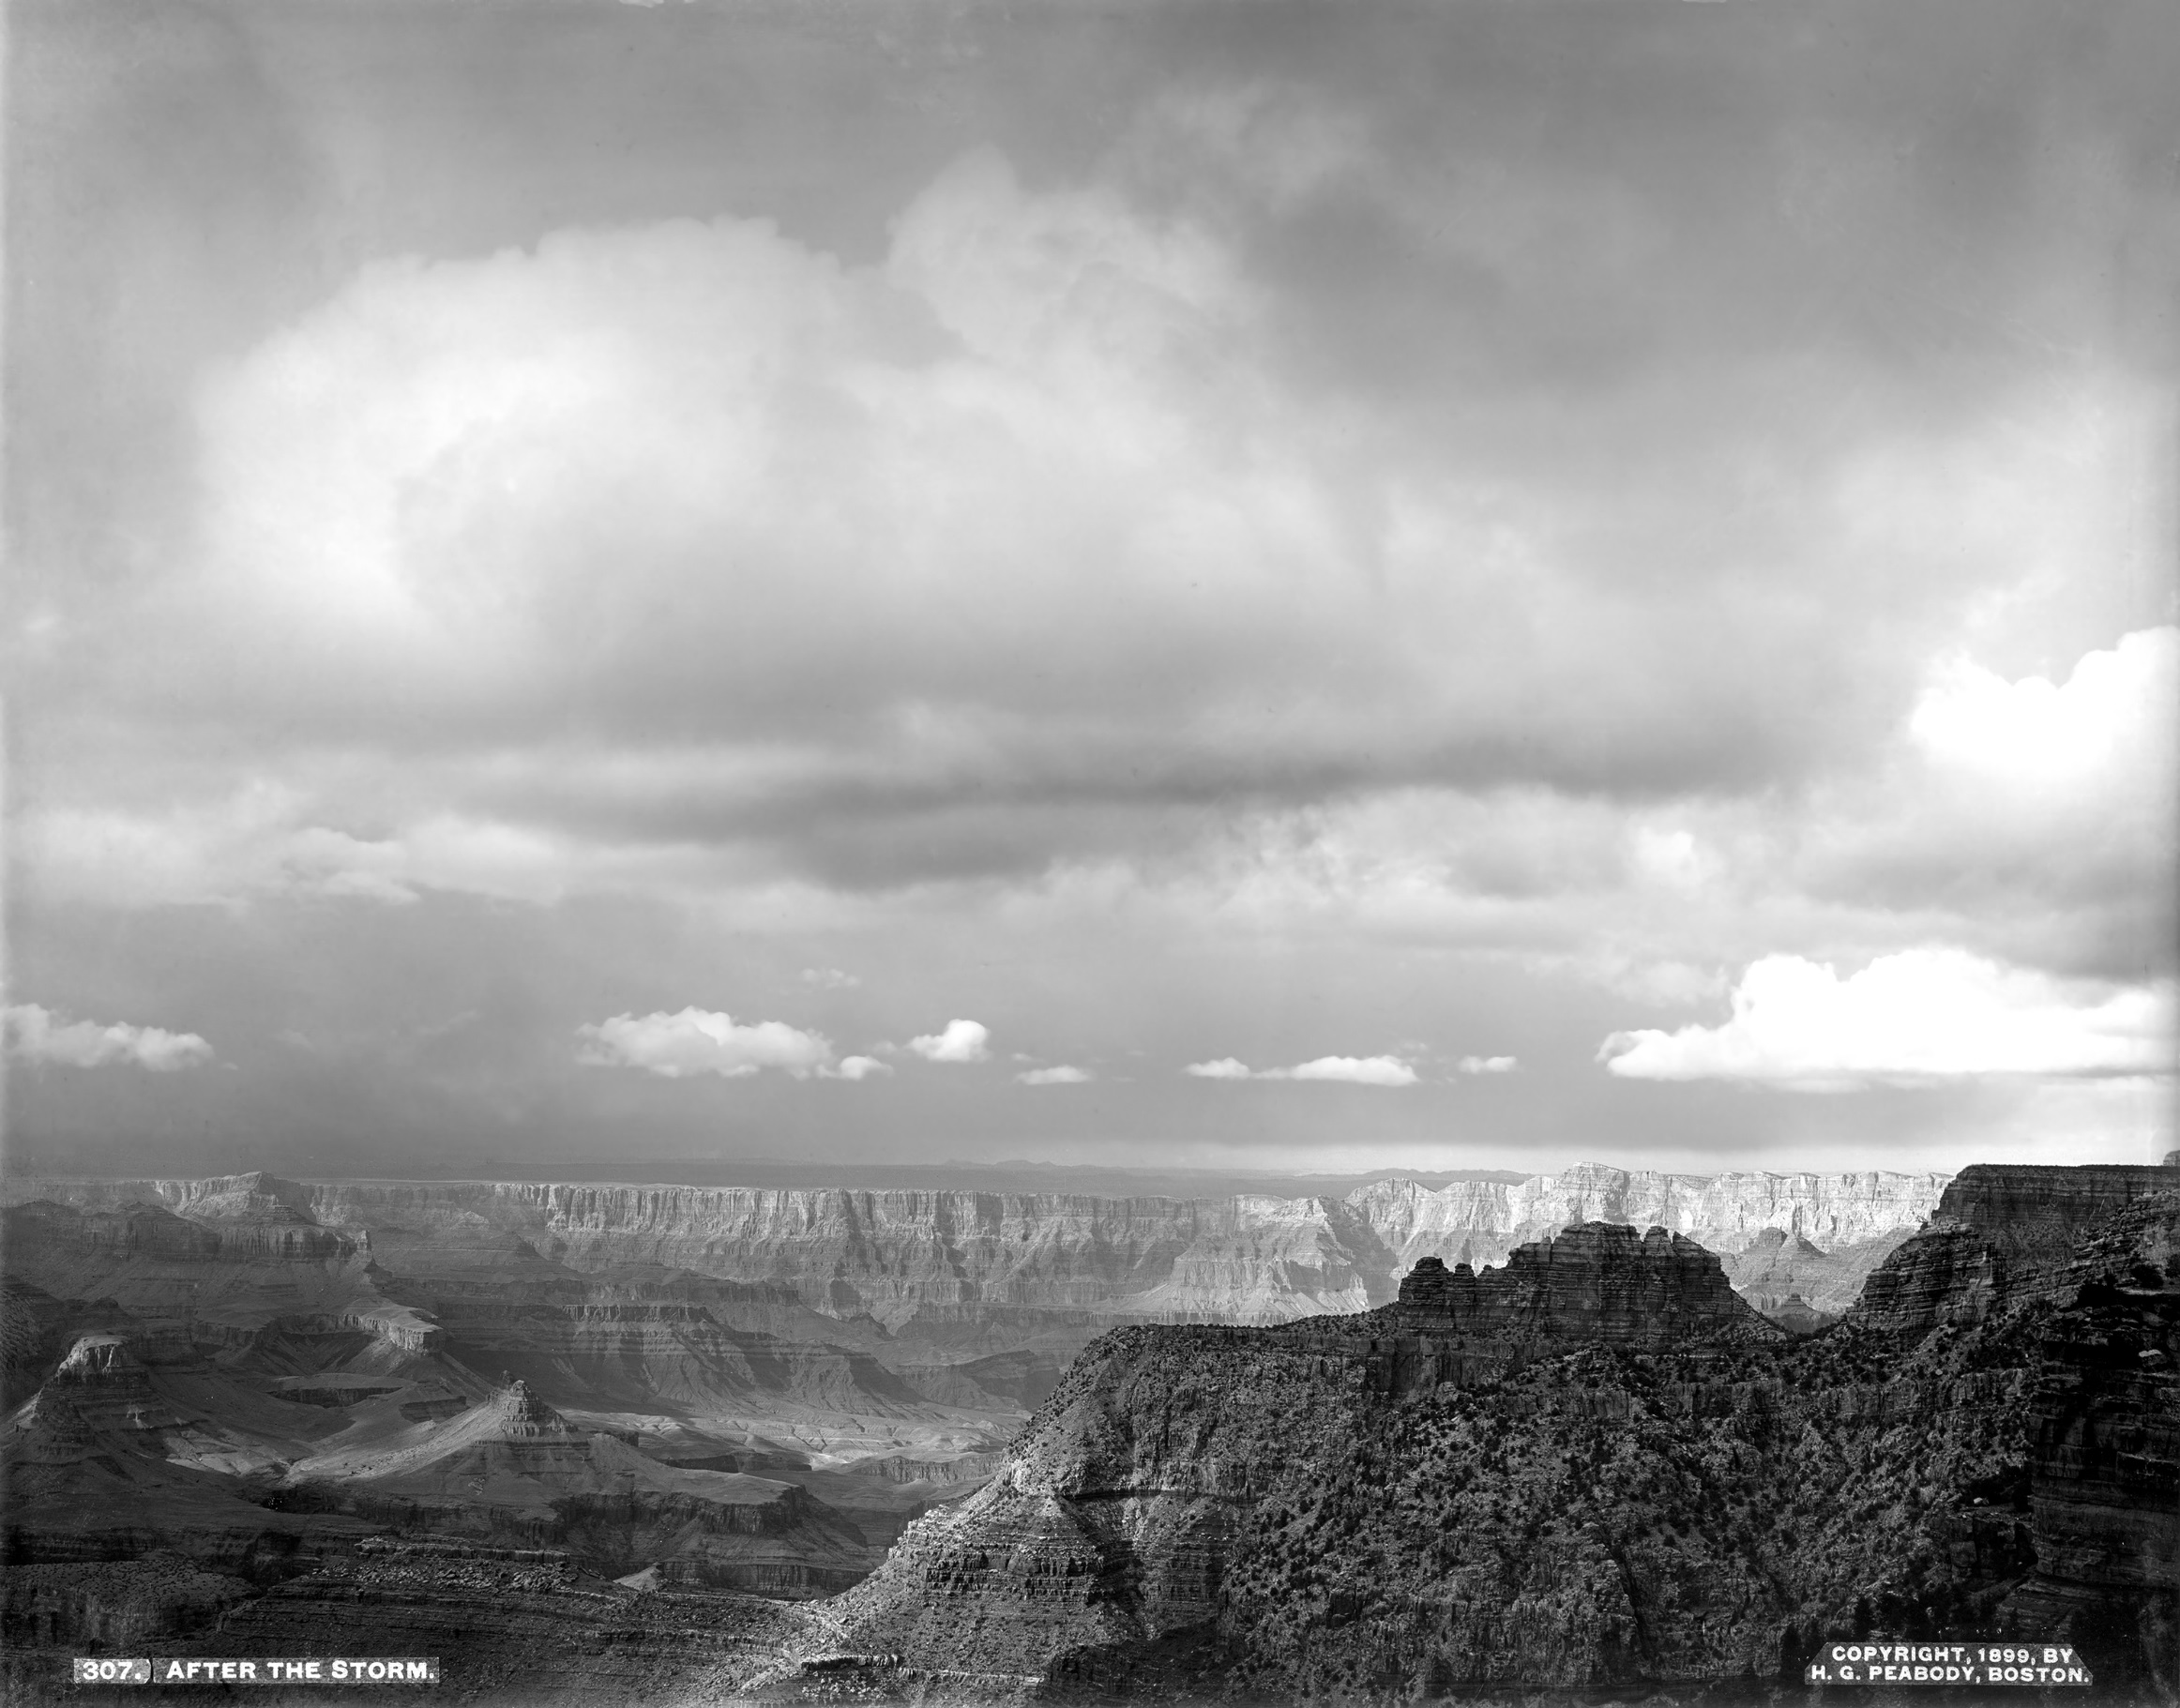 307. AFTER THE STORM.
COPYRIGHT, 1899, BY
H. G. PEABODY, BOSTON.